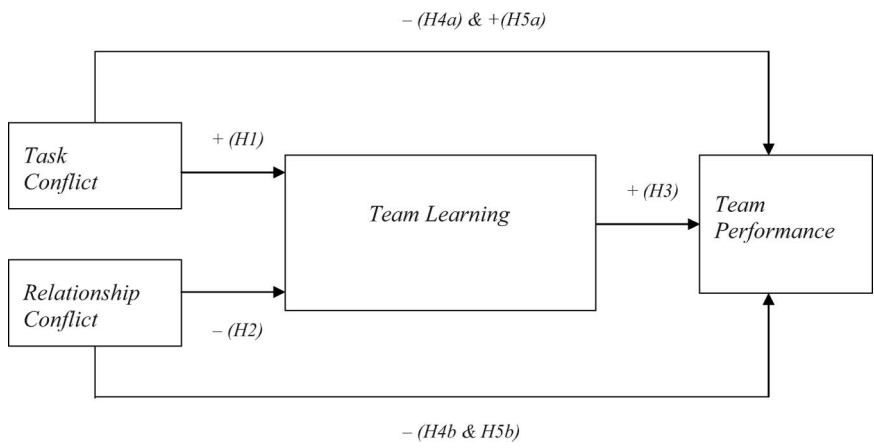 – (H4a) & +(H5a)
+ (H1)
Task
Conflict
Team Learning
+ (H3)
Team
Performance
Relationship
Conflict
– (H2)
– (H4b & H5b)